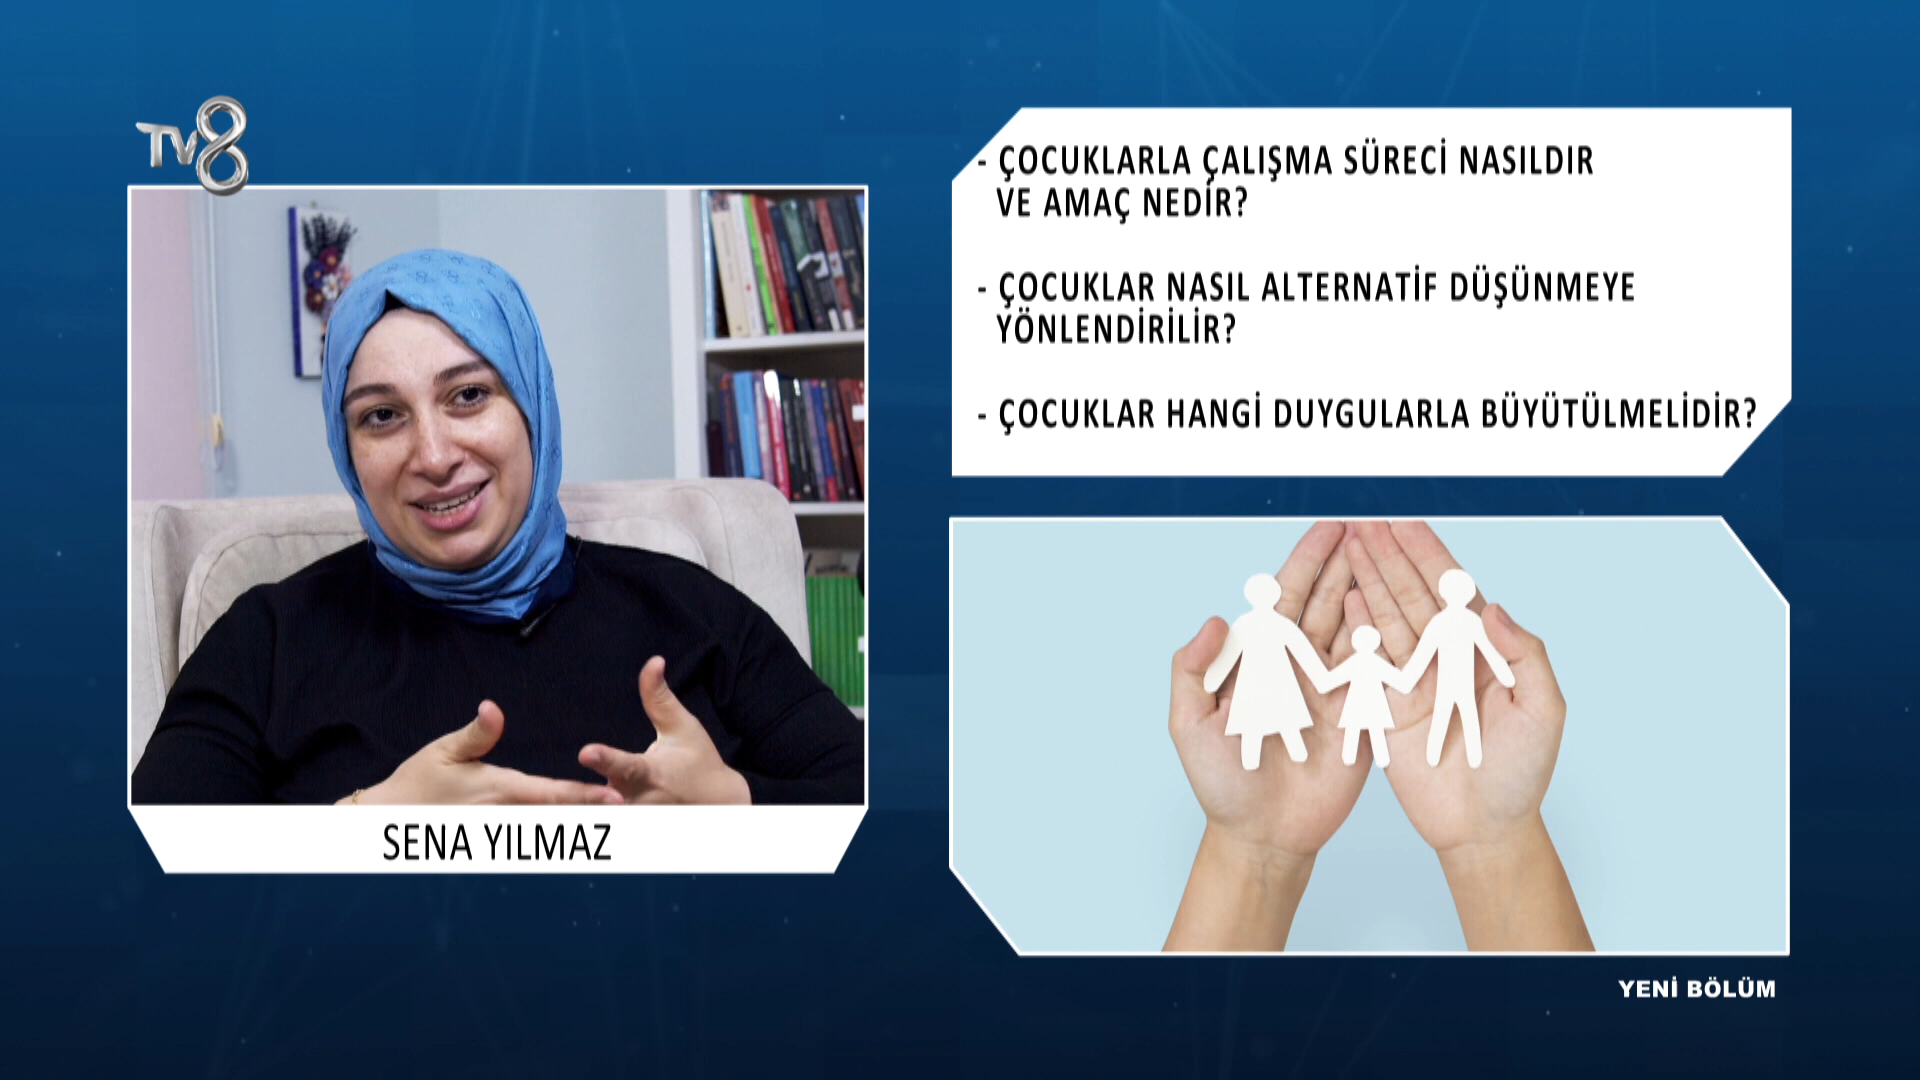 TV8
- ÇOCUKLARLA ÇALIŞMA SÜRECİ NASILDIR
VE AMAÇ NEDİR?
- ÇOCUKLAR NASIL ALTERNATİF DÜŞÜNMEYE
YÖNLENDİRİLİR?
- ÇOCUKLAR HANGİ DUYGULARLA BÜYÜTÜLMELİDİR?
SENA YILMAZ
YENİ BÖLÜM